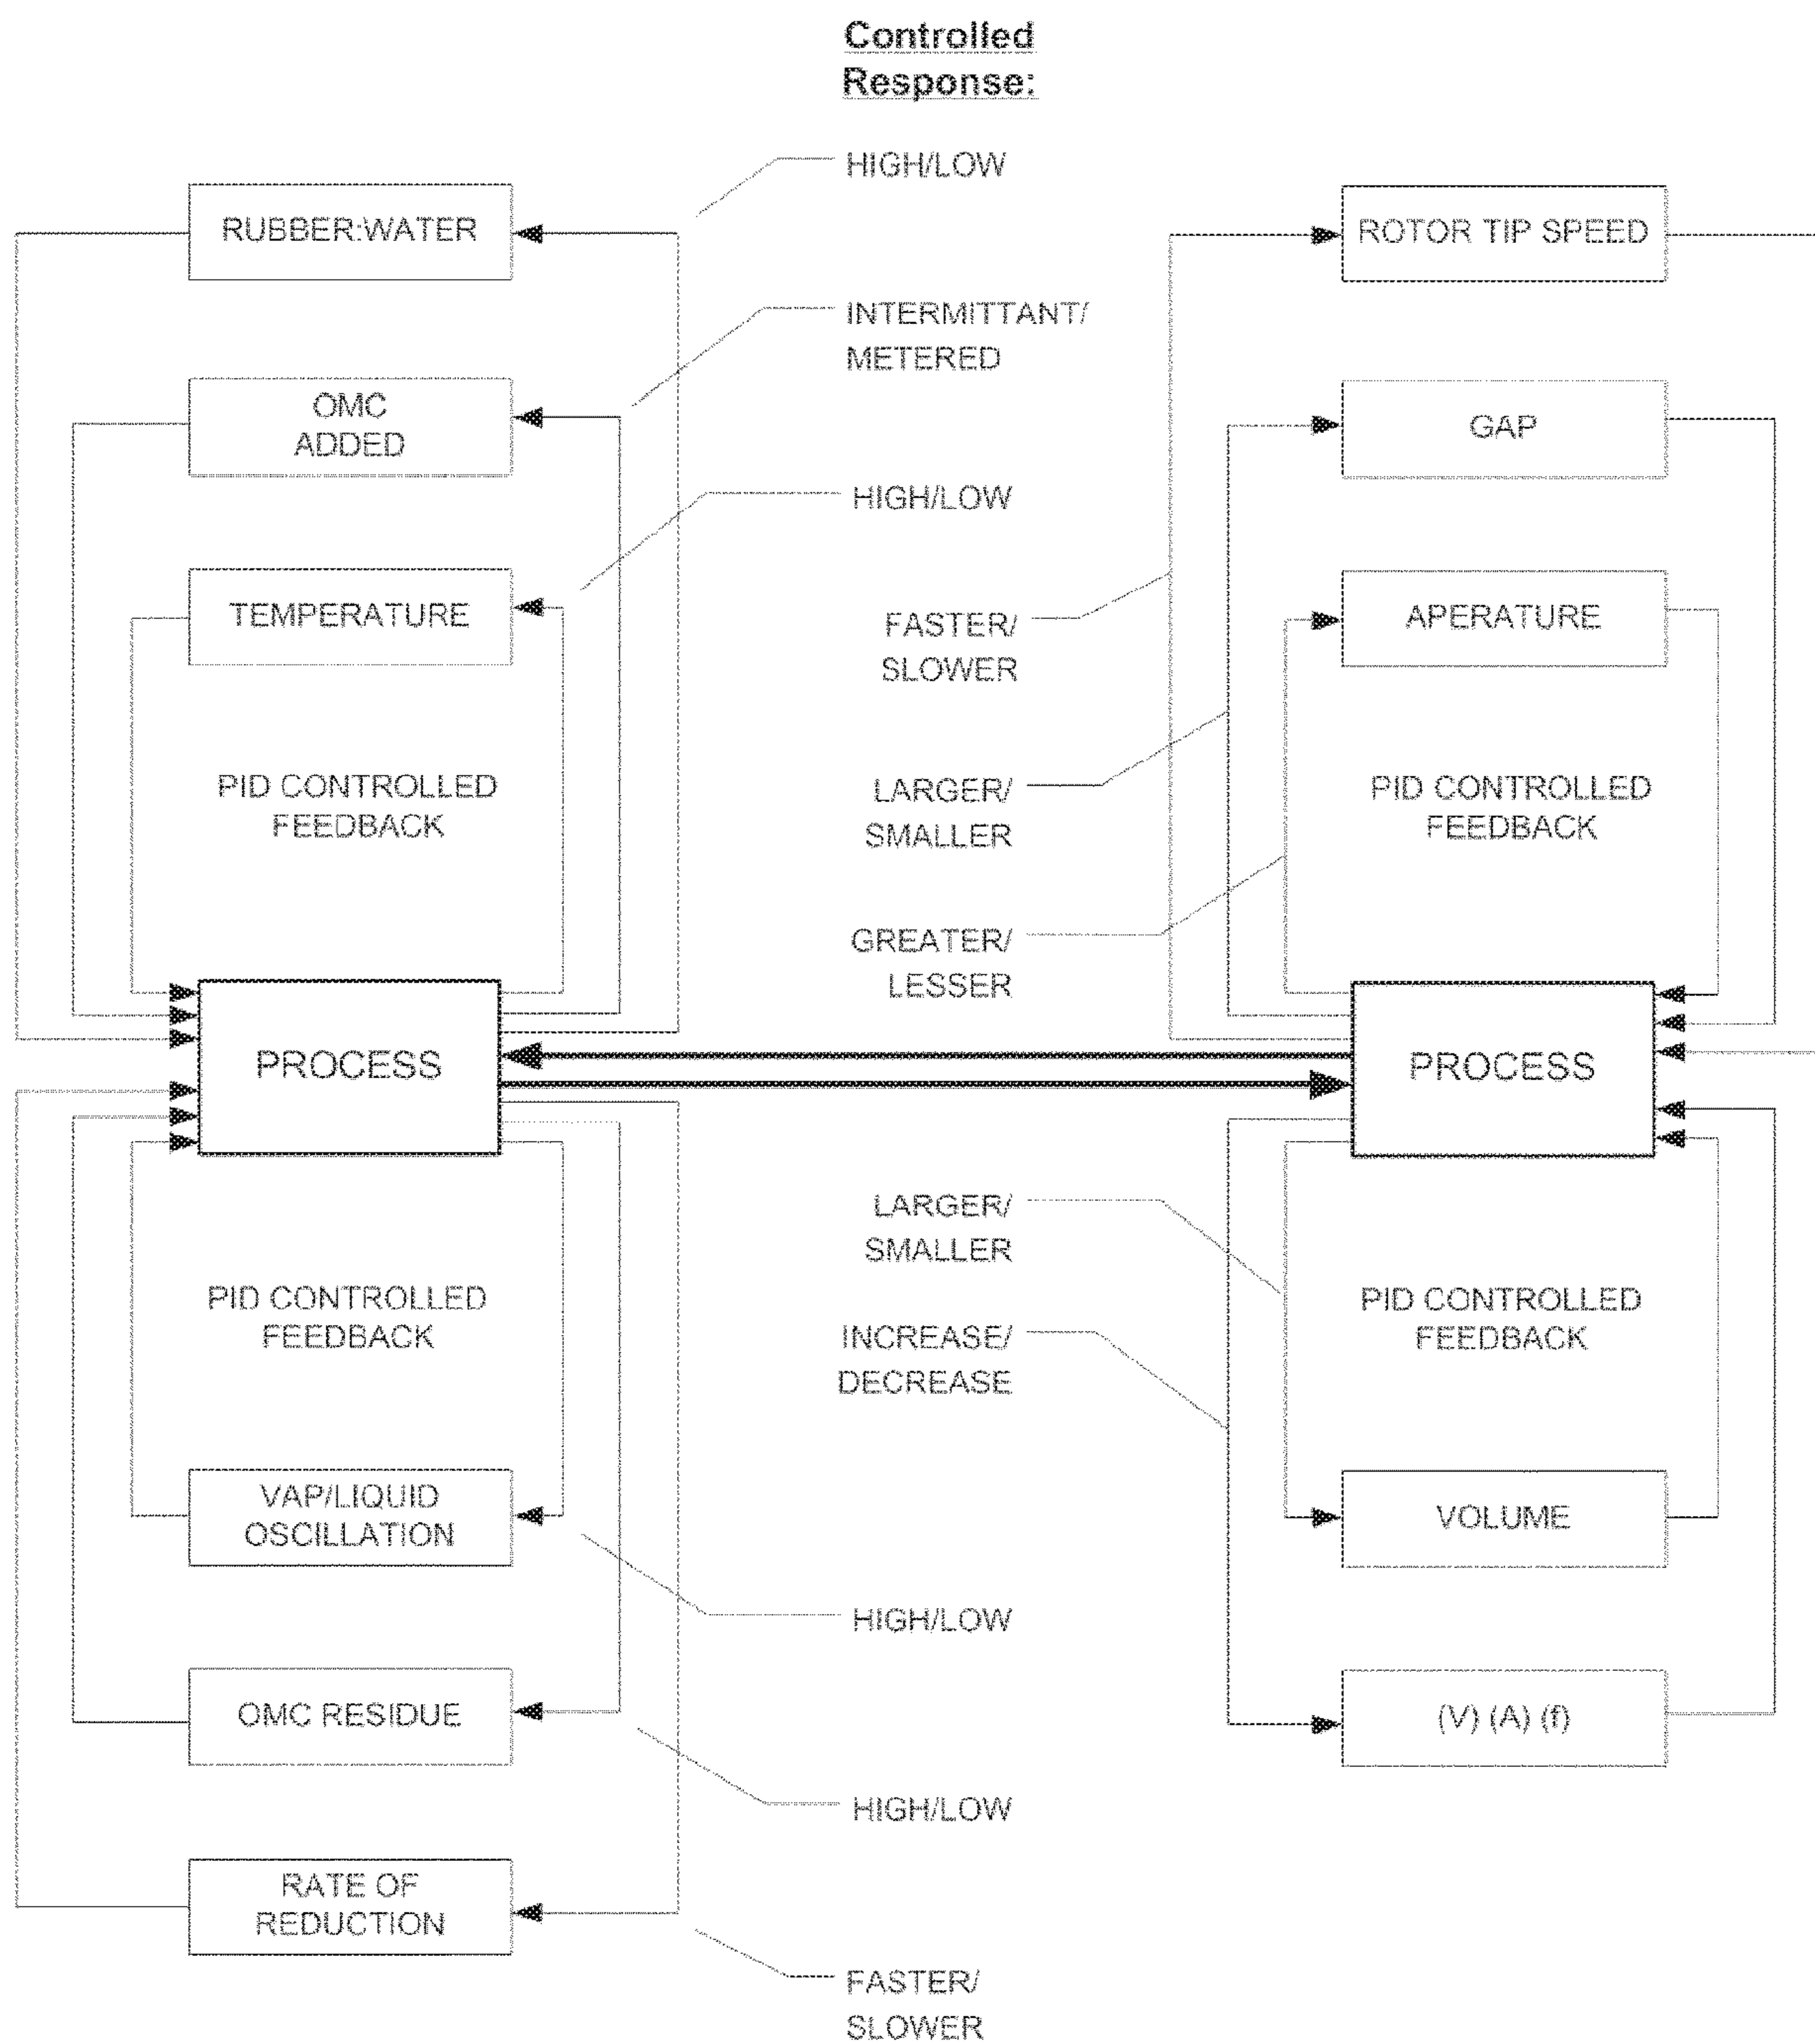 Controlled
Response:
HIGH/LOW
RUBBER:WATER
ROTOR TIP SPEED
INTERMITTANT/
METERED
OMC
ADDED
GAP
HIGH/LOW
TEMPERATURE
FASTER/
SLOWER
APERATURE
PID CONTROLLED
FEEDBACK
LARGER/
SMALLER
PID CONTROLLED
FEEDBACK
GREATER/
LESSER
PROCESS
PROCESS
LARGER/
SMALLER
PID CONTROLLED
FEEDBACK
INCREASE/
DECREASE
PID CONTROLLED
FEEDBACK
VAP/LIQUID
OSCILLATION
VOLUME
HIGH/LOW
OMC RESIDUE
(V) (A) (f)
HIGH/LOW
RATE OF
REDUCTION
FASTER/
SLOWER